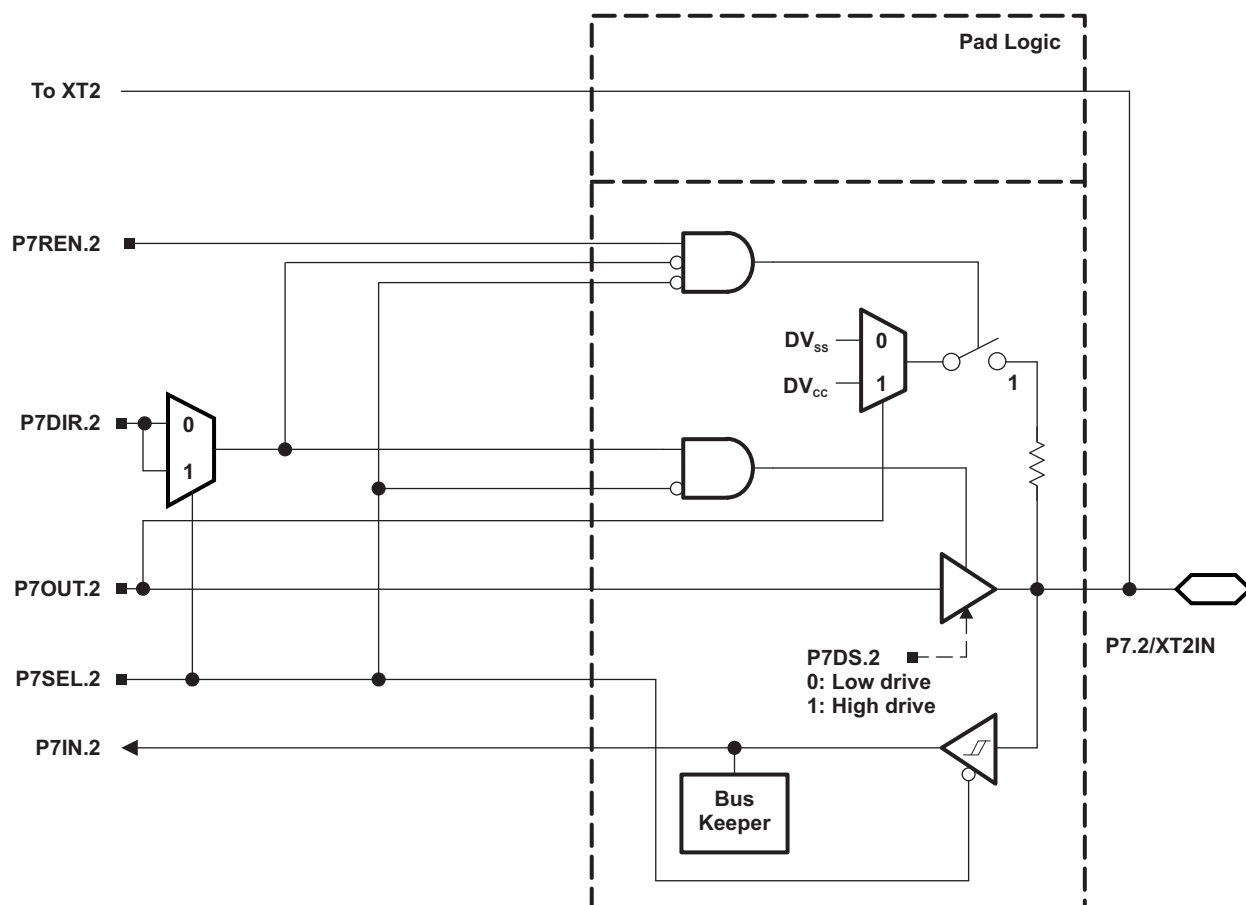 Pad Logic
To XT2
P7REN.2
DVSS
0
DVCC
1
1
P7DIR.2
0
1
P7OUT.2
P7.2/XT2IN
P7SEL.2
P7DS.2
0: Low drive
1: High drive
P7IN.2
Bus
Keeper